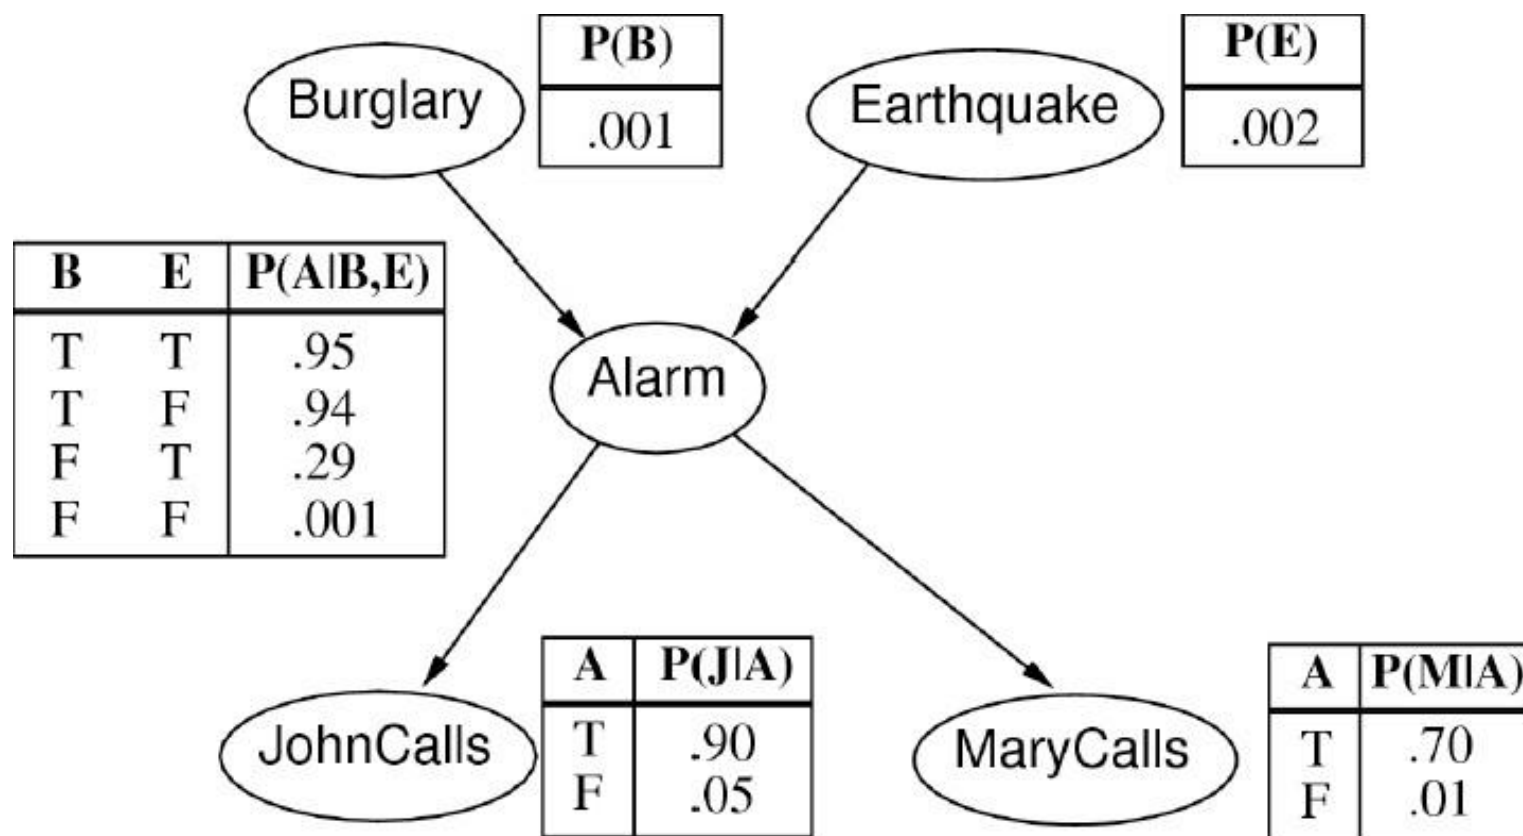 Burglary
P(B)
.001
Earthquake
P(E)
.002
B E P(A|B,E)
T T .95
T F .94
F T .29
F F .001
Alarm
JohnCalls
A P(J|A)
T .90
F .05
MaryCalls
A P(M|A)
T .70
F .01